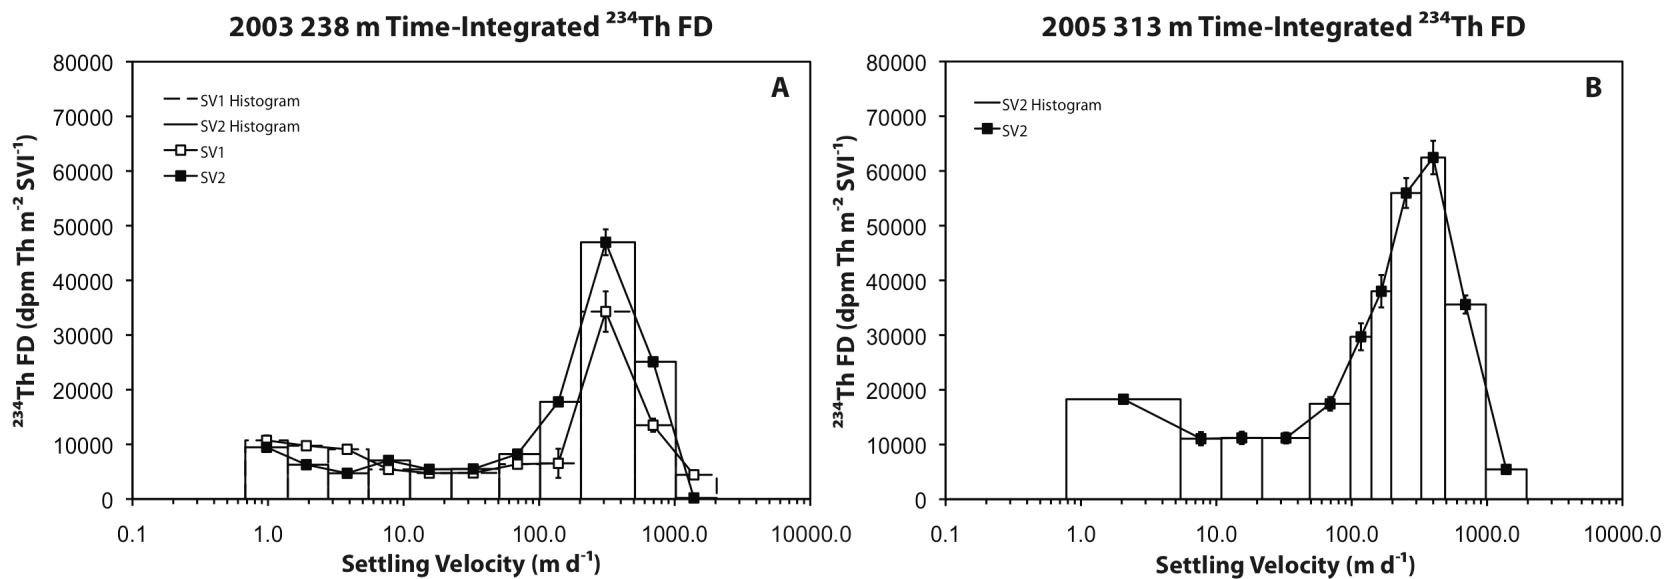 2003 238 m Time-Integrated ²³⁴Th FD
80000
70000
60000
50000
40000
30000
20000
10000
0
²³⁴Th FD (dpm Th m⁻² SVI⁻¹)
A
SV1 Histogram
SV2 Histogram
SV1
SV2
0.1 1.0 10.0 100.0 1000.0 10000.0
Settling Velocity (m d⁻¹)
2005 313 m Time-Integrated ²³⁴Th FD
80000
70000
60000
50000
40000
30000
20000
10000
0
²³⁴Th FD (dpm Th m⁻² SVI⁻¹)
B
SV2 Histogram
SV2
0.1 1.0 10.0 100.0 1000.0 10000.0
Settling Velocity (m d⁻¹)